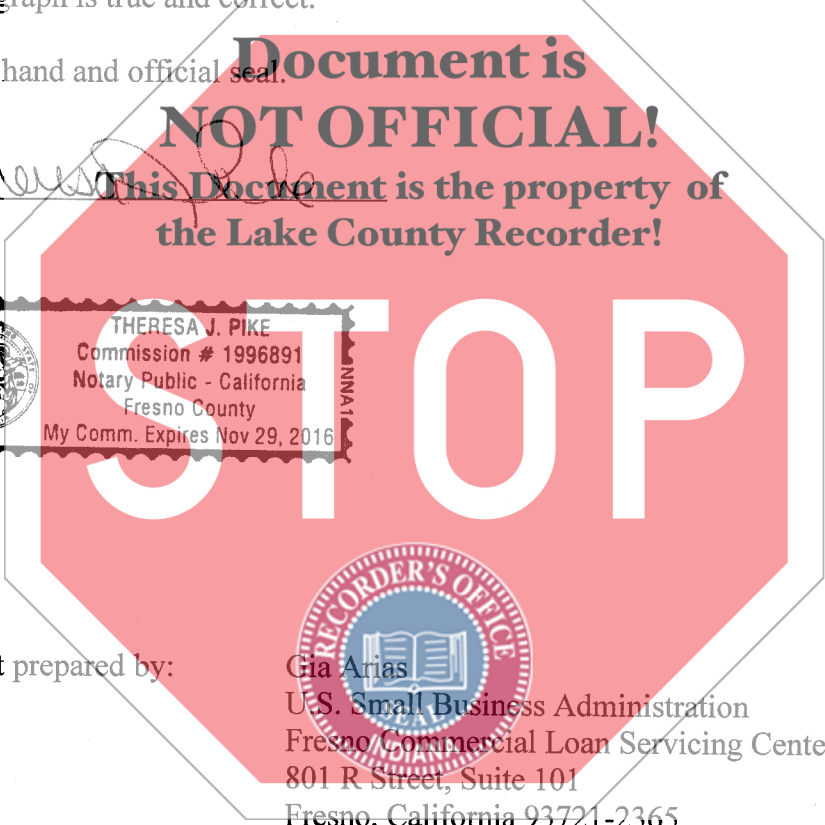 graph is true and correct.
hand and official seal.
Document is
NOT OFFICIAL!
This Document is the property of
the Lake County Recorder!
STOP
THERESA J. PIKE
Commission # 1996891
Notary Public - California
Fresno County
My Comm. Expires Nov 29, 2016
NNA1
RECORDER'S OFFICE
SEAL
INDIANA
prepared by:
Gia Arias
U.S. Small Business Administration
Fresno Commercial Loan Servicing Cente
801 R Street, Suite 101
Fresno, California 93721-2365